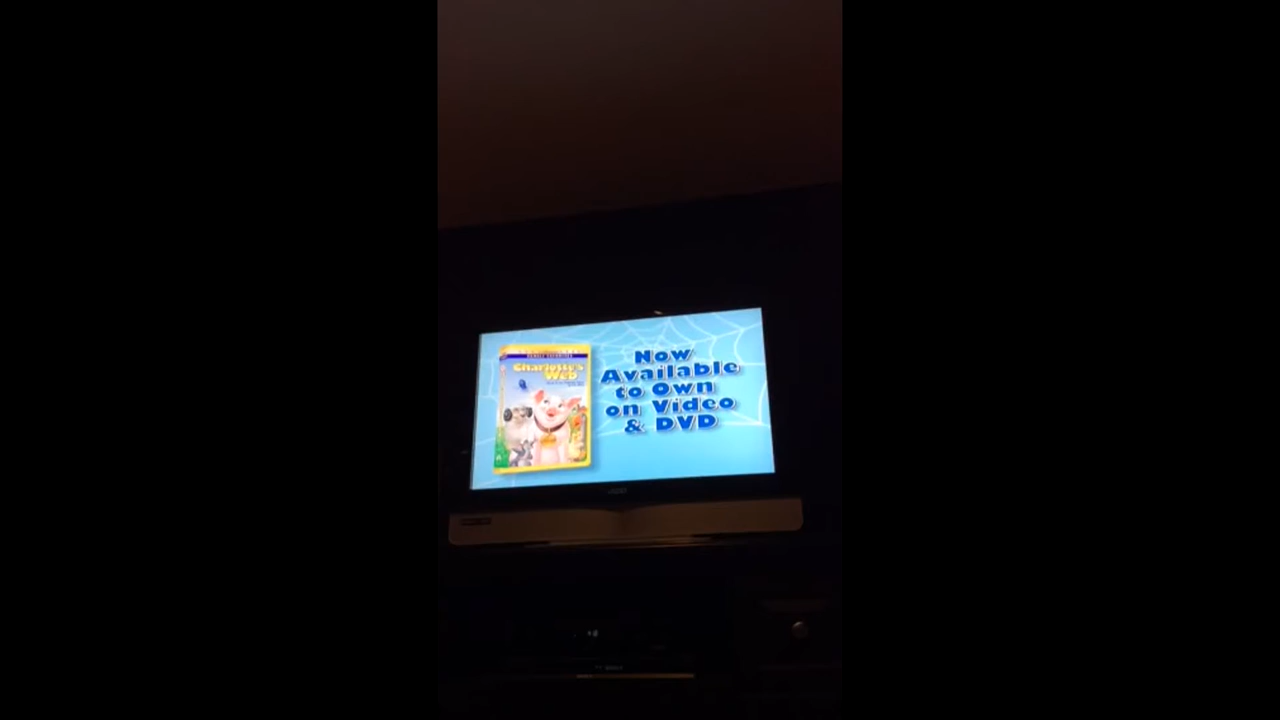 Charlotte's
Web
Now
Available
to Own
on Video
& DVD